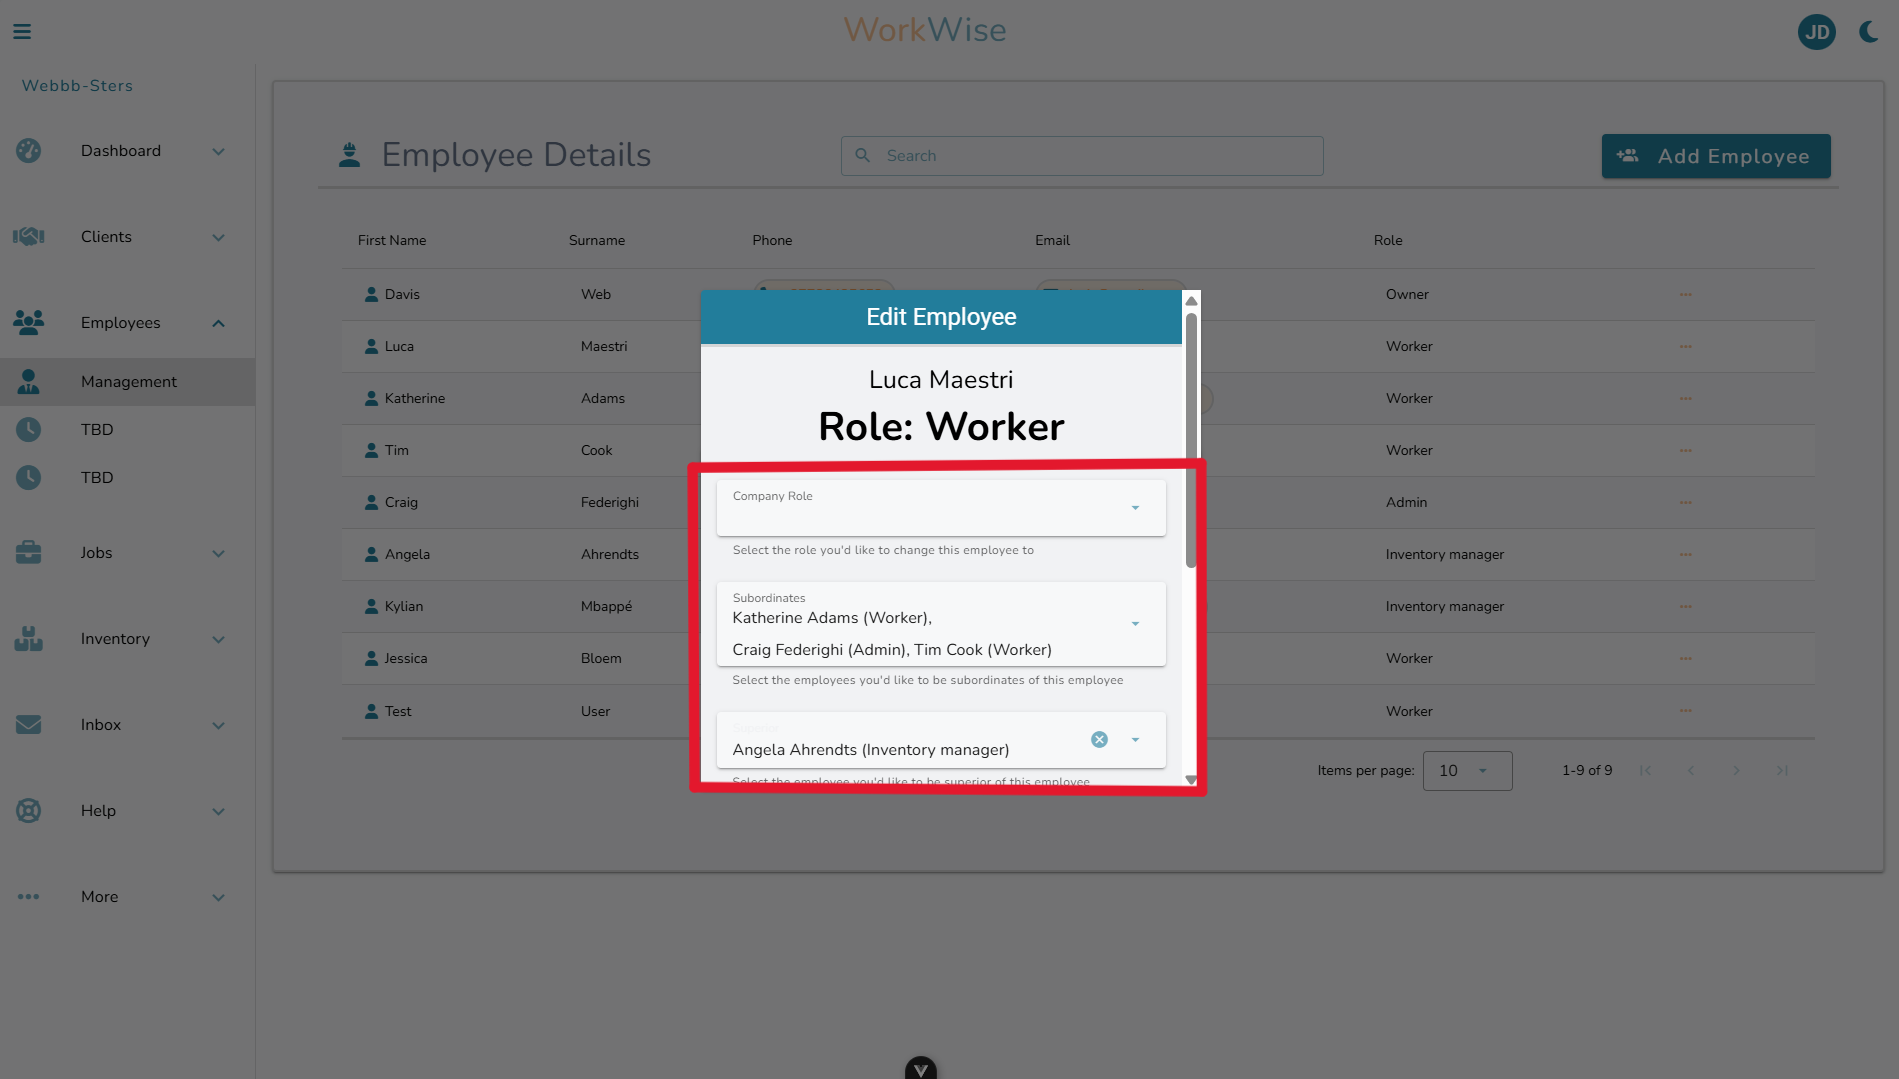 WorkWise
JD
Webbb-Sters
Dashboard
Clients
Employees
Management
TBD
TBD
Jobs
Inventory
Inbox
Help
More
Employee Details
Search
Add Employee
First Name Surname Phone Email Role
Davis Web Owner
Luca Maestri Worker
Katherine Adams Worker
Tim Cook Worker
Craig Federighi Admin
Angela Ahrendts Inventory manager
Kylian Mbappé Inventory manager
Jessica Bloem Worker
Test User Worker
Items per page: 10 1-9 of 9
Edit Employee
Luca Maestri
Role: Worker
Company Role
Select the role you'd like to change this employee to
Subordinates
Katherine Adams (Worker),
Craig Federighi (Admin), Tim Cook (Worker)
Select the employees you'd like to be subordinates of this employee
Superior
Angela Ahrendts (Inventory manager)
Select the employee you'd like to be superior of this employee